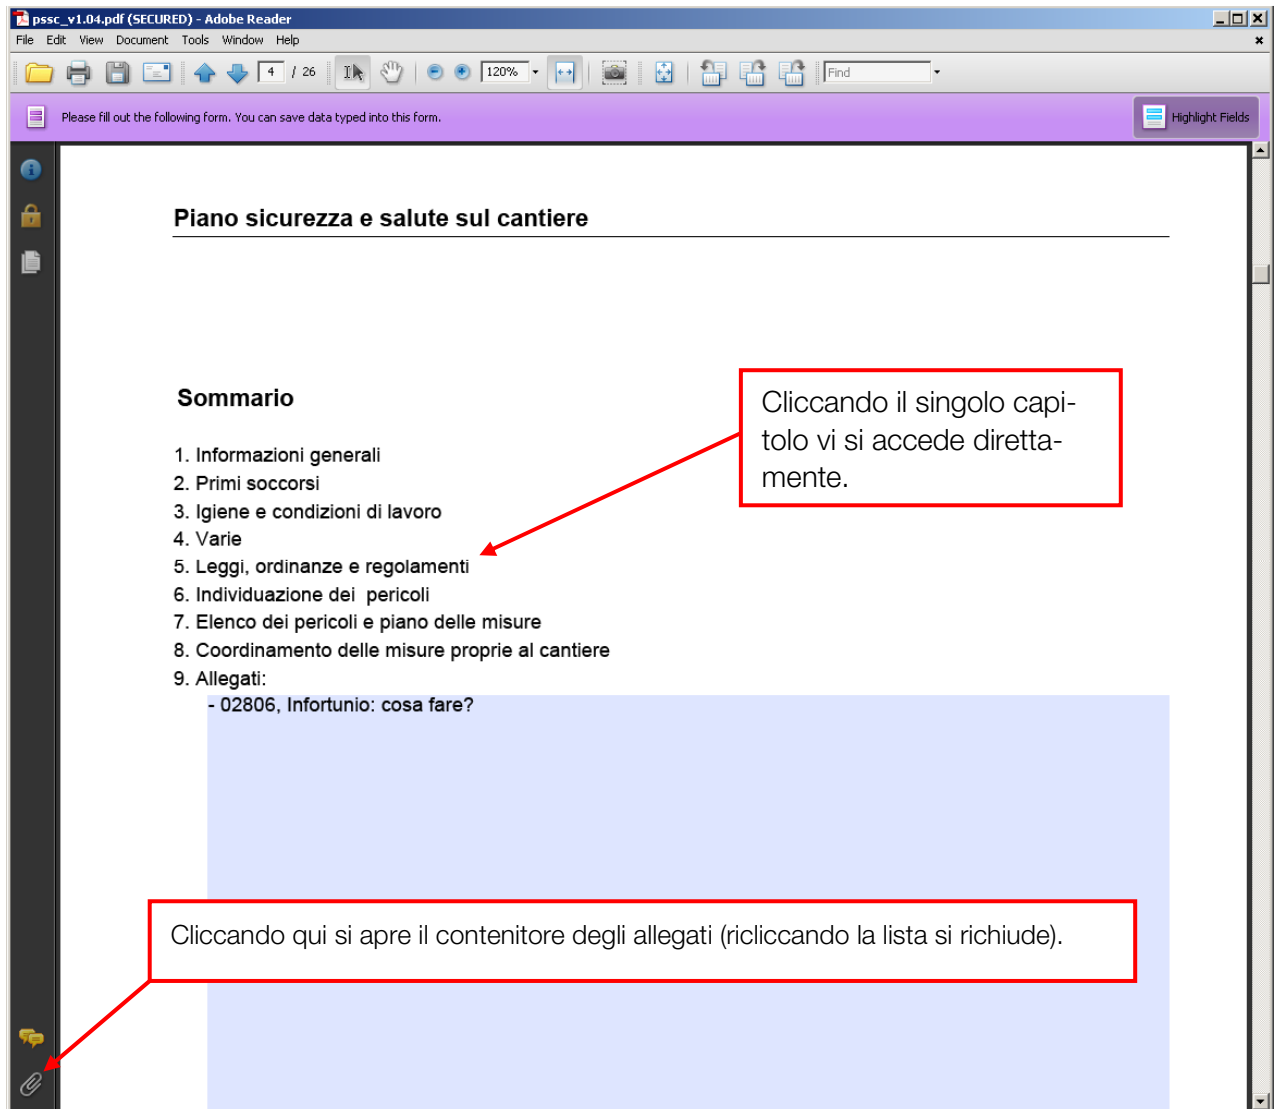 pssc_v1.04.pdf (SECURED) - Adobe Reader
File Edit View Document Tools Window Help
4 / 26 120% Find
Please fill out the following form. You can save data typed into this form.
Highlight Fields
Piano sicurezza e salute sul cantiere
Sommario
Cliccando il singolo capi-
tolo vi si accede diretta-
mente.
1. Informazioni generali
2. Primi soccorsi
3. Igiene e condizioni di lavoro
4. Varie
5. Leggi, ordinanze e regolamenti
6. Individuazione dei  pericoli
7. Elenco dei pericoli e piano delle misure
8. Coordinamento delle misure proprie al cantiere
9. Allegati:
- 02806, Infortunio: cosa fare?
Cliccando qui si apre il contenitore degli allegati (ricliccando la lista si richiude).